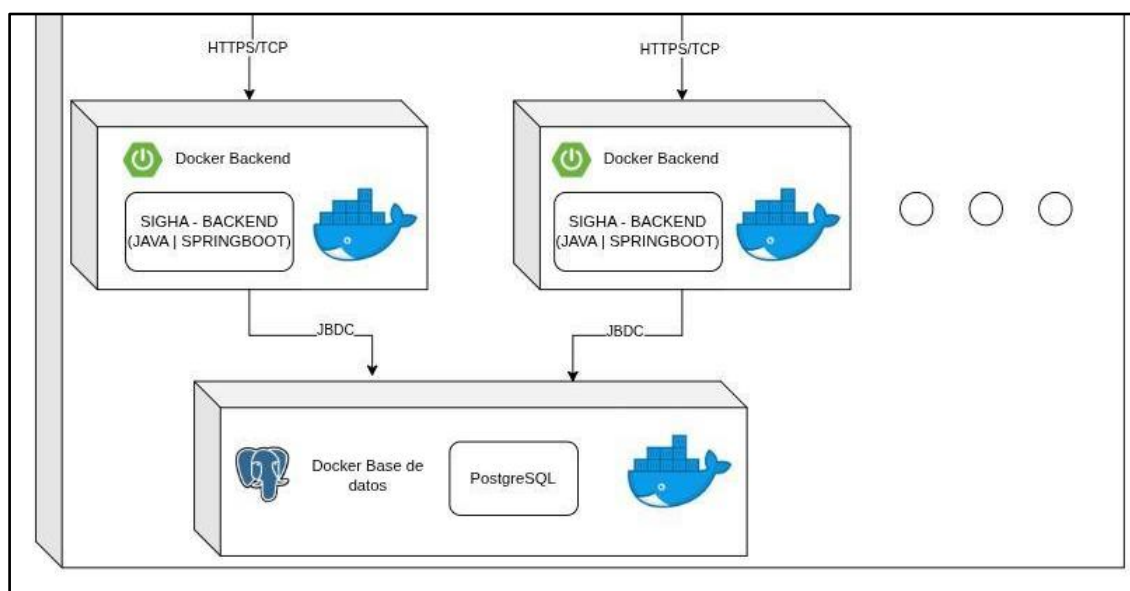 HTTPS/TCP
HTTPS/TCP
Docker Backend
Docker Backend
SIGHA - BACKEND
(JAVA | SPRINGBOOT)
SIGHA - BACKEND
(JAVA | SPRINGBOOT)
JBDC
JBDC
Docker Base de
datos
PostgreSQL